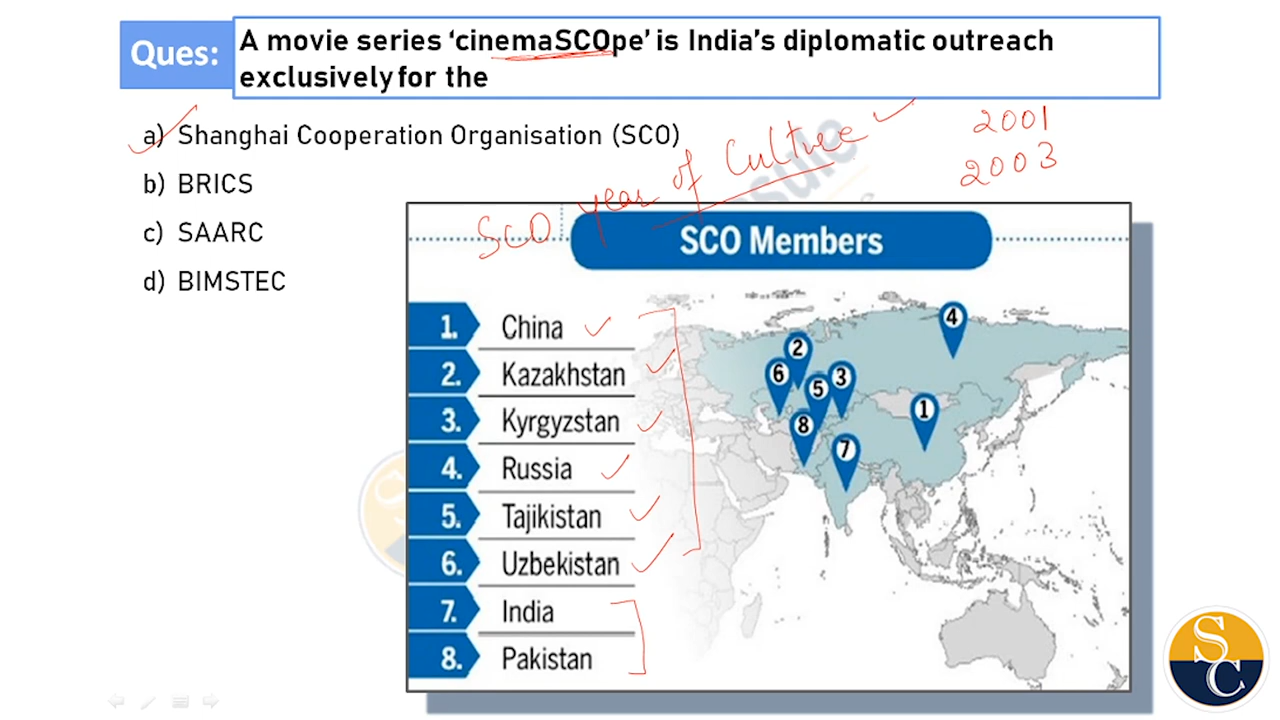 Ques:
A movie series ‘cinemaSCOpe’ is India’s diplomatic outreach
exclusively for the
a) Shanghai Cooperation Organisation (SCO)
b) BRICS
c) SAARC
d) BIMSTEC
SCO year of Culture
2001
2003
SCO Members
1. China
2. Kazakhstan
3. Kyrgyzstan
4. Russia
5. Tajikistan
6. Uzbekistan
7. India
8. Pakistan
4
2
6
5
3
1
8
7
SC